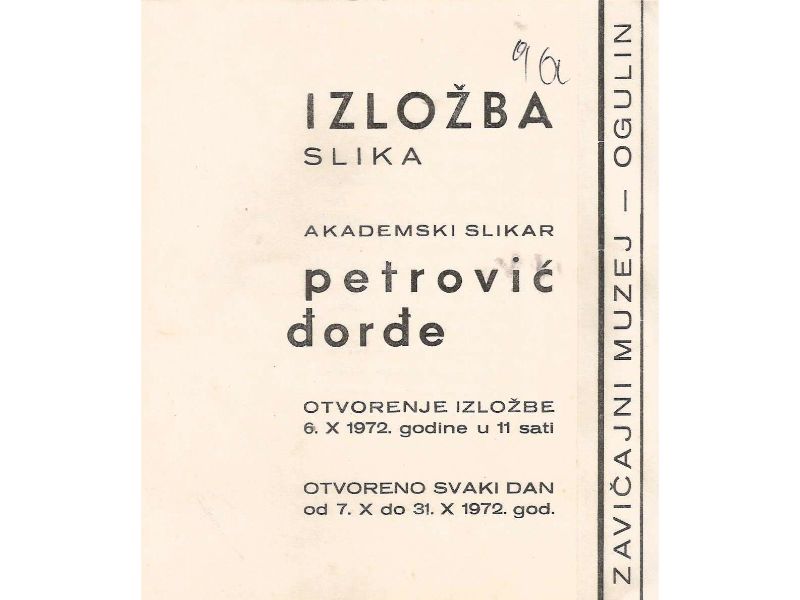 IZLOŽBA
SLIKA
AKADEMSKI SLIKAR
petrović
đorđe
OTVORENJE IZLOŽBE
6. X 1972. godine u 11 sati
OTVORENO SVAKI DAN
od 7. X do 31. X 1972. god.
ZAVIČAJNI MUZEJ — OGULIN